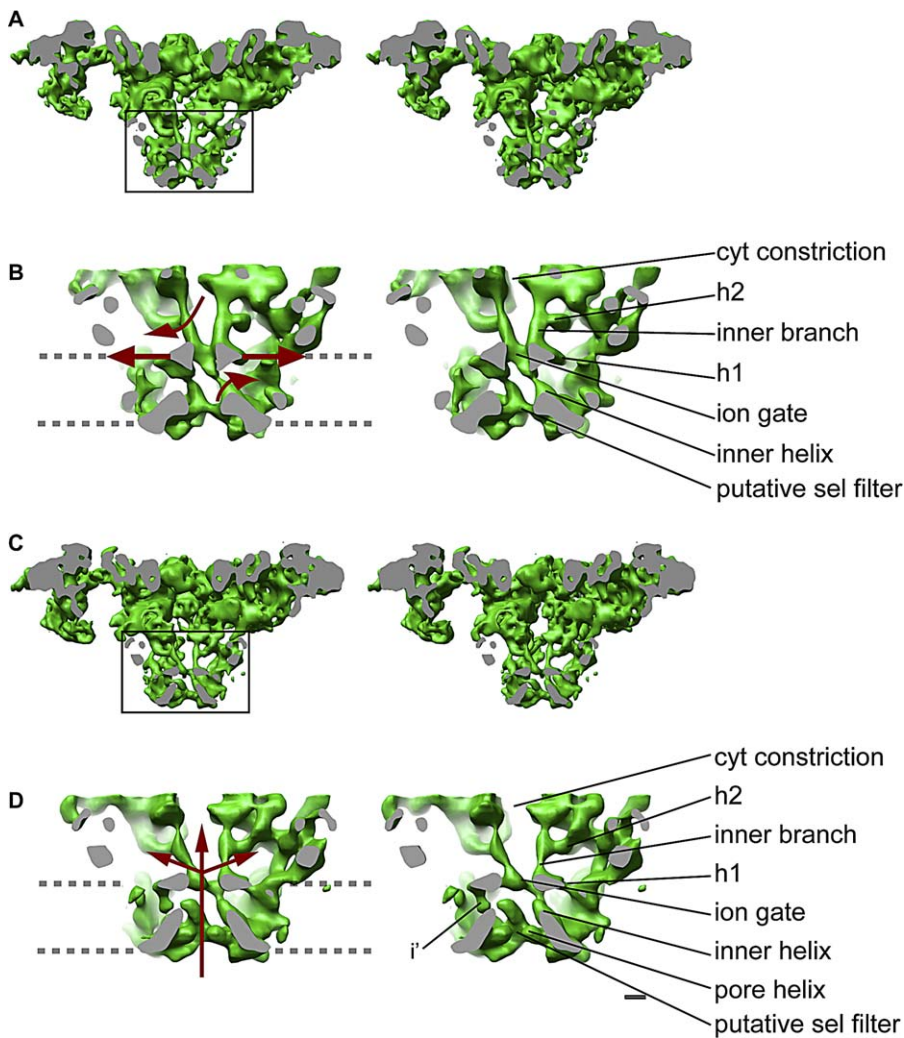 A
B
cyt constriction
h2
inner branch
h1
ion gate
inner helix
putative sel filter
C
D
cyt constriction
h2
inner branch
h1
ion gate
i'
inner helix
pore helix
putative sel filter